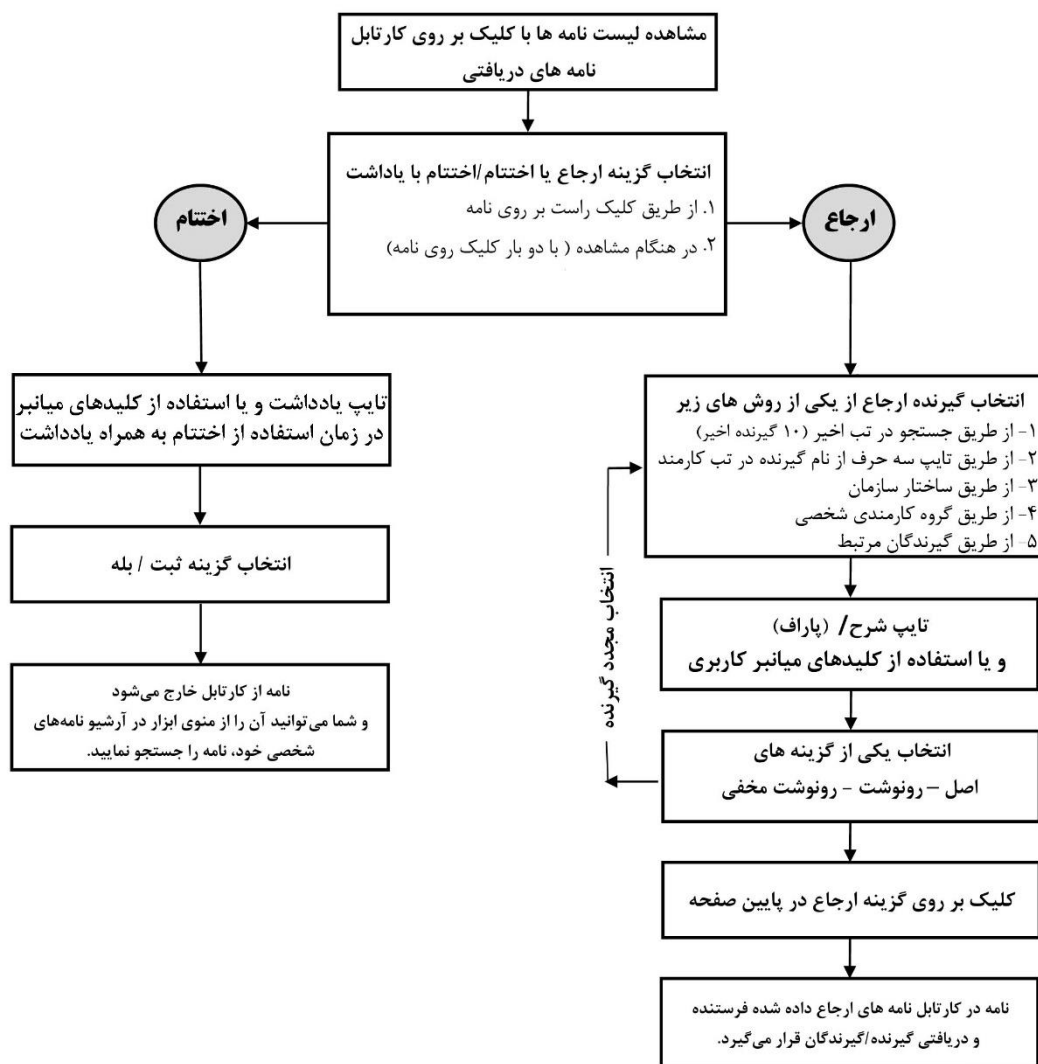 مشاهده لیست نامه ها با کلیک بر روی کارتابل
نامه های دریافتی
انتخاب گزینه ارجاع یا اختتام/اختتام با یاداشت
۱. از طریق کلیک راست بر روی نامه
۲. در هنگام مشاهده ( با دو بار کلیک روی نامه)
ارجاع
انتخاب گیرنده ارجاع از یکی از روش های زیر
۱- از طریق جستجو در تب اخیر (۱۰ گیرنده اخیر)
۲- از طریق تایپ سه حرف از نام گیرنده در تب کارمند
۳- از طریق ساختار سازمان
۴- از طریق گروه کارمندی شخصی
۵- از طریق گیرندگان مرتبط
تایپ شرح/ (پاراف)
و یا استفاده از کلیدهای میانبر کاربری
انتخاب یکی از گزینه های
اصل – رونوشت - رونوشت مخفی
انتخاب مجدد گیرنده
کلیک بر روی گزینه ارجاع در پایین صفحه
نامه در کارتابل نامه های ارجاع داده شده فرستنده
و دریافتی گیرنده/گیرندگان قرار می‌گیرد.
اختتام
تایپ یادداشت و یا استفاده از کلیدهای میانبر
در زمان استفاده از اختتام به همراه یادداشت
انتخاب گزینه ثبت / بله
نامه از کارتابل خارج می‌شود
و شما می‌توانید آن را از منوی ابزار در آرشیو نامه‌های
شخصی خود، نامه را جستجو نمایید.